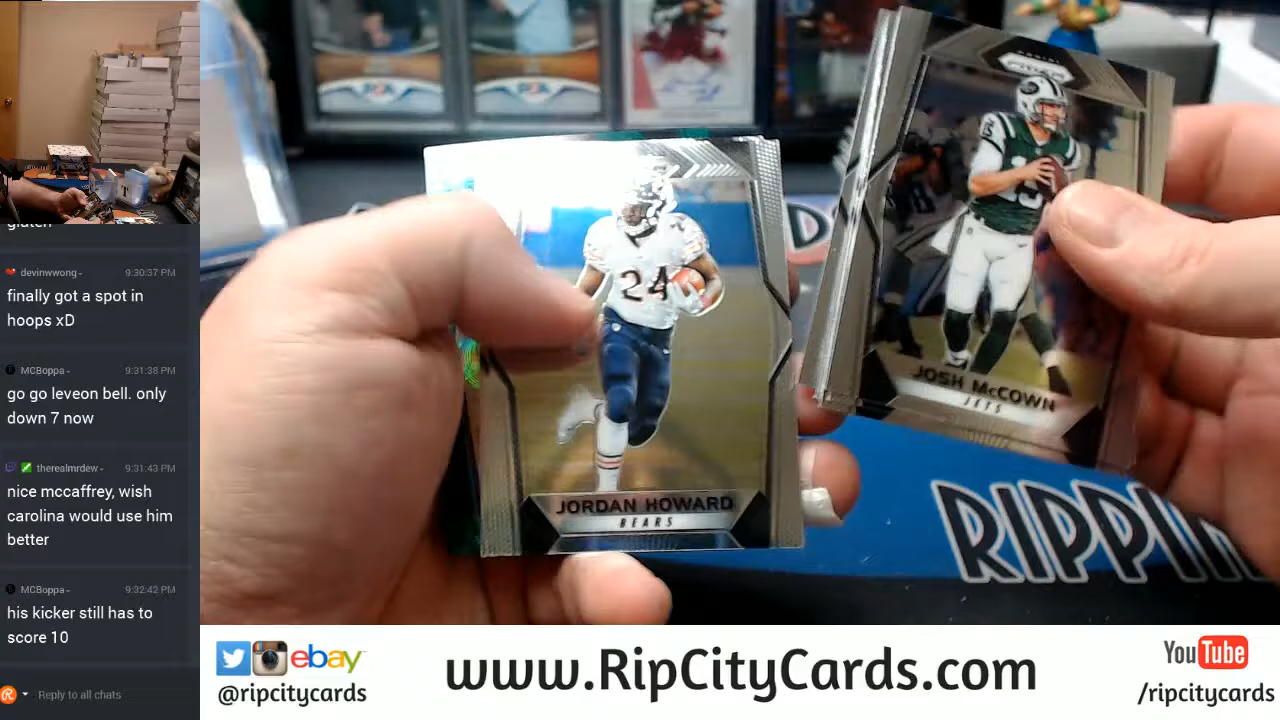 gluten
devinwwong-
9:30:37 PM
finally got a spot in
hoops xD
MCBoppa-
9:31:38 PM
go go leveon bell. only
down 7 now
therealmrdew-
9:31:43 PM
nice mccaffrey, wish
carolina would use him
better
MCBoppa-
9:32:42 PM
his kicker still has to
score 10
Reply to all chats
PANINI
PRIZM
JOSH McCOWN
JETS
24
JORDAN HOWARD
BEARS
RIPPIN
ebay
@ripcitycards
www.RipCityCards.com
YouTube
/ripcitycards